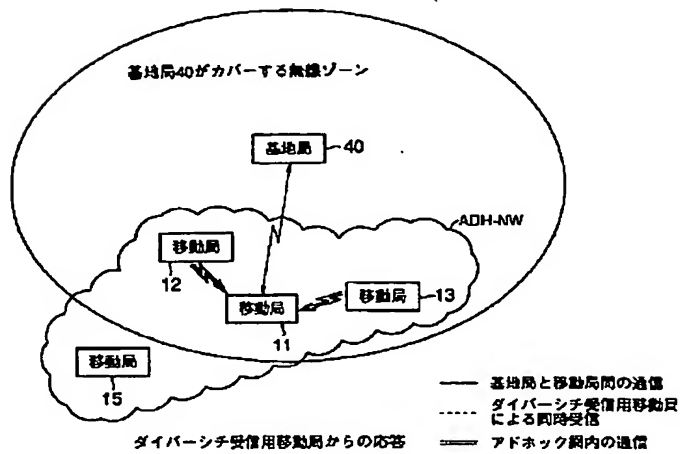 基地局40がカバーする無線ゾーン
基地局
40
ADH-NW
移動局
12
移動局
11
移動局
13
移動局
15
基地局と移動局間の通信
ダイバーシチ受信用移動局
による同時受信
アドホック網内の通信
ダイバーシチ受信用移動局からの応答